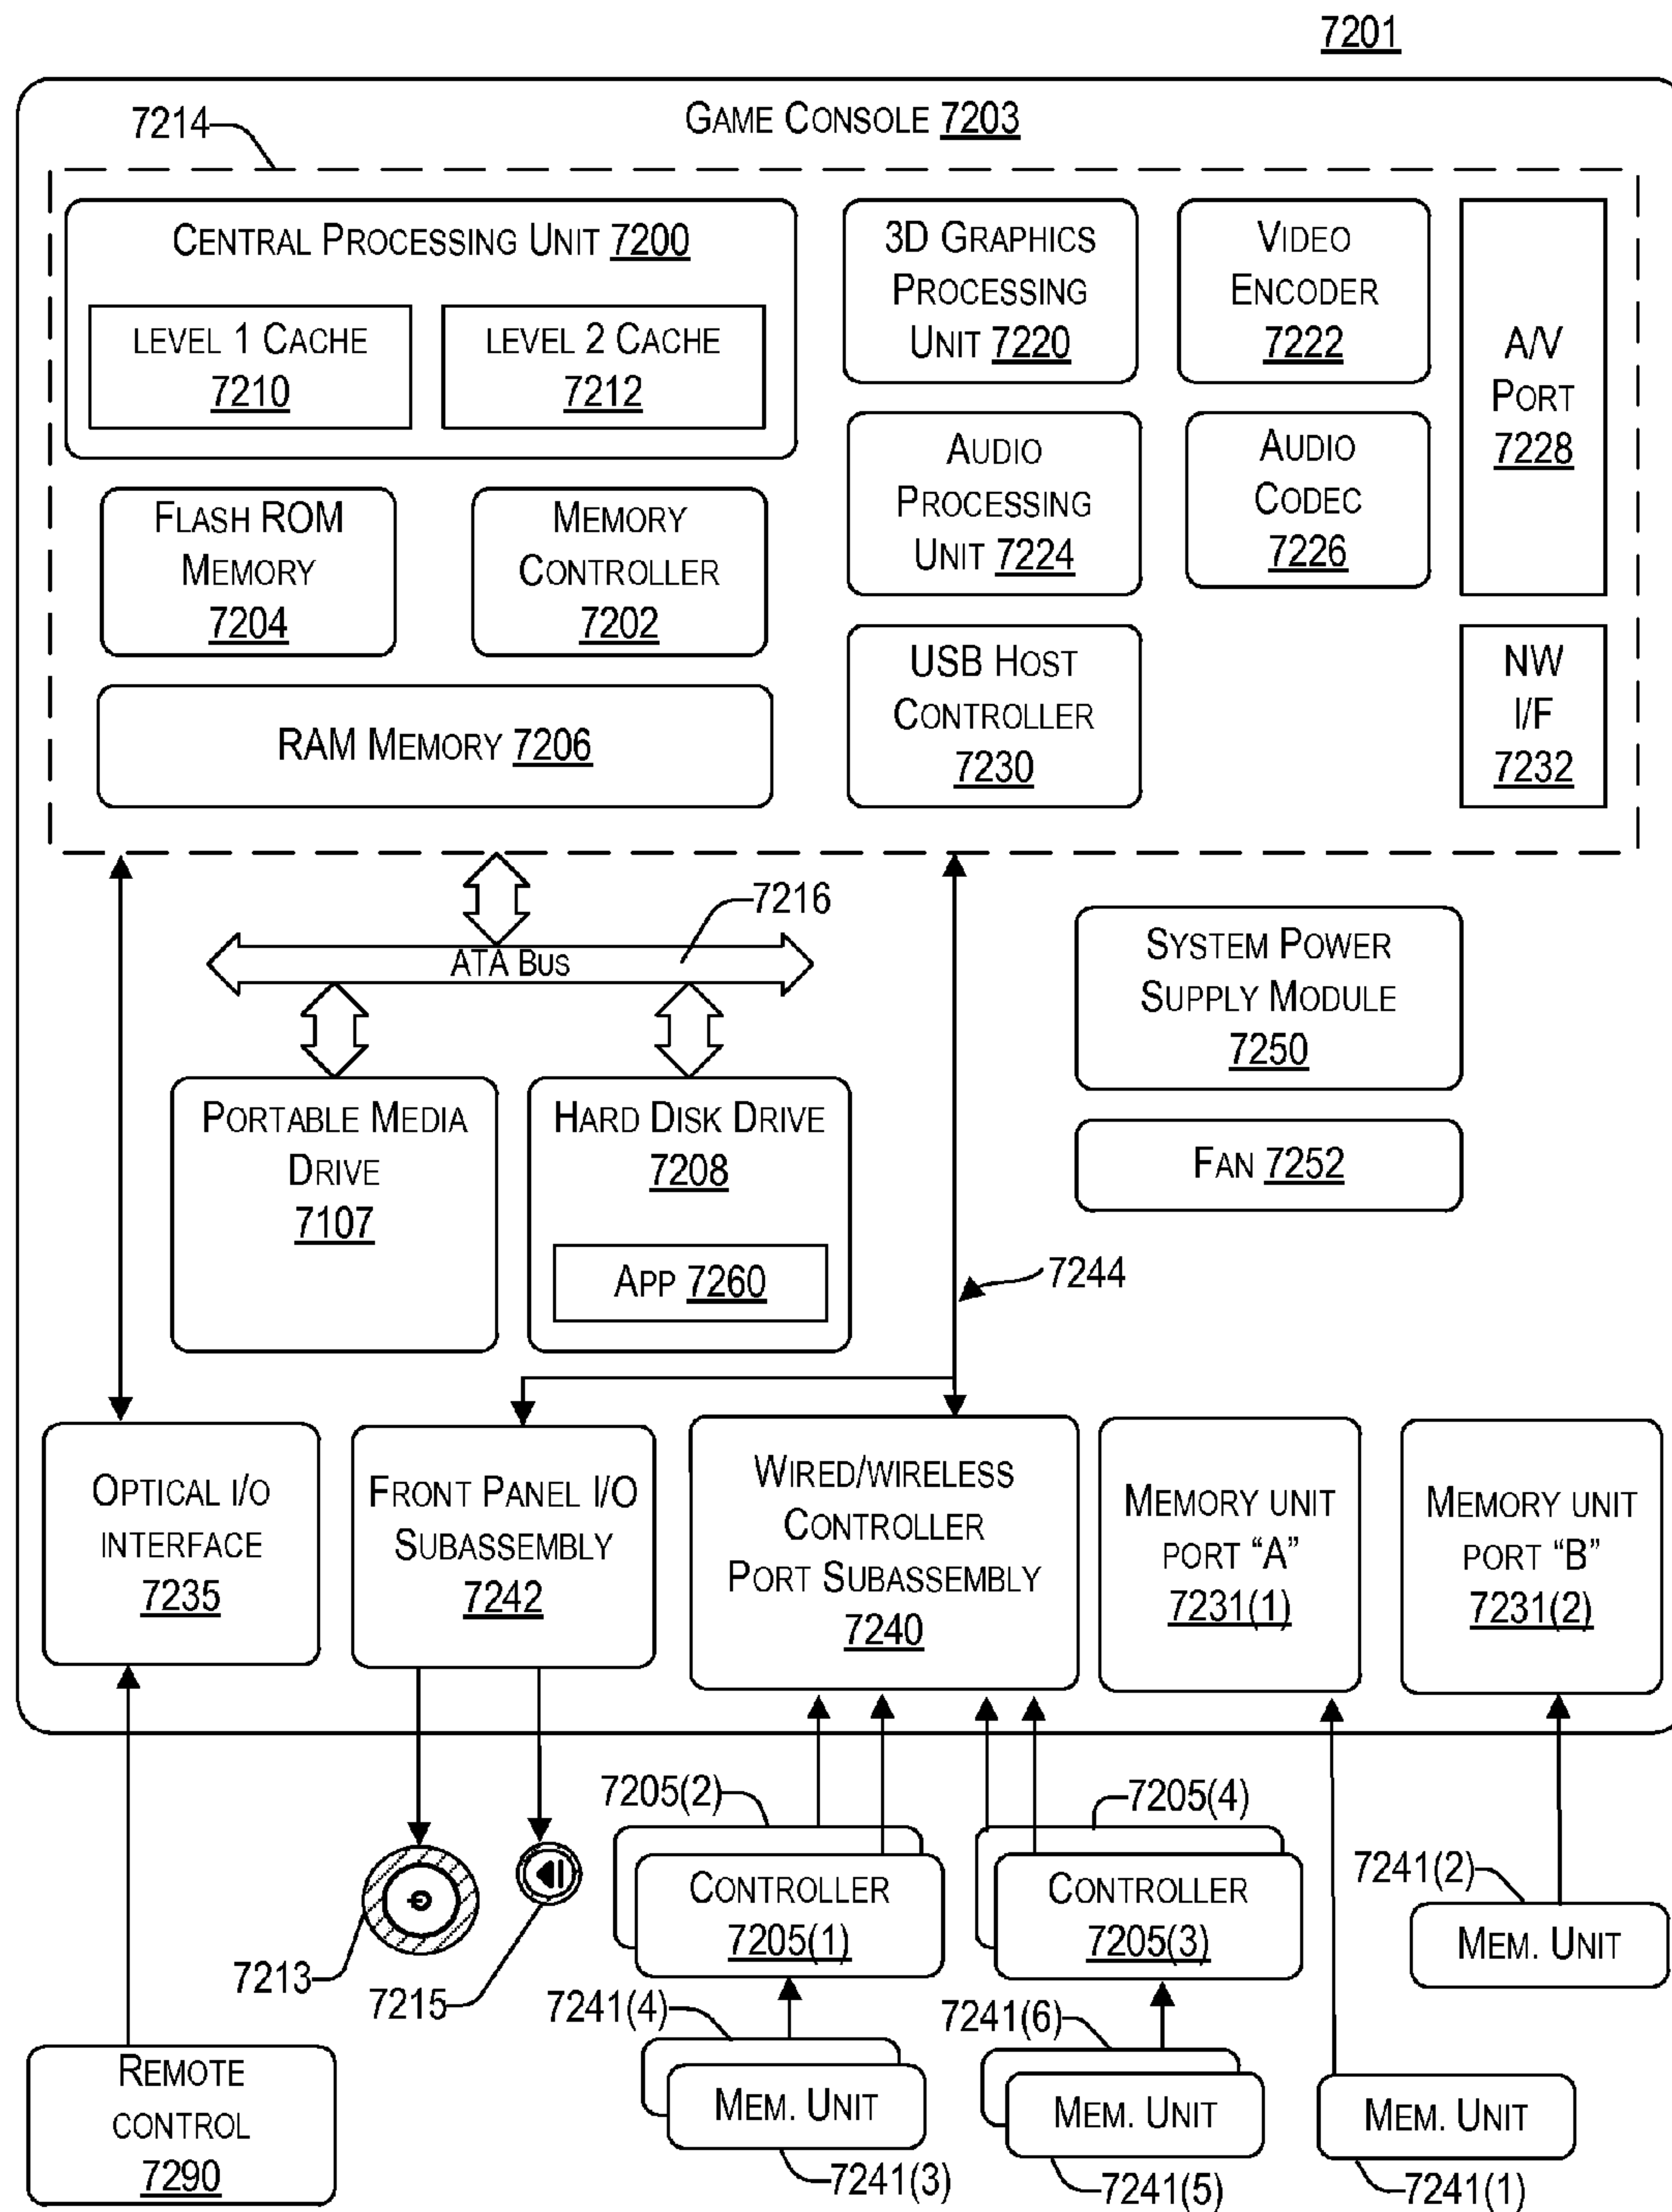 7201
GAME CONSOLE 7203
7214
CENTRAL PROCESSING UNIT 7200
LEVEL 1 CACHE
7210
LEVEL 2 CACHE
7212
3D GRAPHICS
PROCESSING
UNIT 7220
VIDEO
ENCODER
7222
A/V
PORT
7228
FLASH ROM
MEMORY
7204
MEMORY
CONTROLLER
7202
AUDIO
PROCESSING
UNIT 7224
AUDIO
CODEC
7226
RAM MEMORY 7206
USB HOST
CONTROLLER
7230
NW
I/F
7232
7216
ATA BUS
SYSTEM POWER
SUPPLY MODULE
7250
PORTABLE MEDIA
DRIVE
7107
HARD DISK DRIVE
7208
APP 7260
FAN 7252
7244
OPTICAL I/O
INTERFACE
7235
FRONT PANEL I/O
SUBASSEMBLY
7242
WIRED/WIRELESS
CONTROLLER
PORT SUBASSEMBLY
7240
MEMORY UNIT
PORT “A”
7231(1)
MEMORY UNIT
PORT “B”
7231(2)
7205(2)
7205(4)
CONTROLLER
7205(1)
CONTROLLER
7205(3)
7241(2)
MEM. UNIT
7213
7215
7241(4)
7241(6)
REMOTE
CONTROL
7290
MEM. UNIT
7241(3)
MEM. UNIT
7241(5)
MEM. UNIT
7241(1)